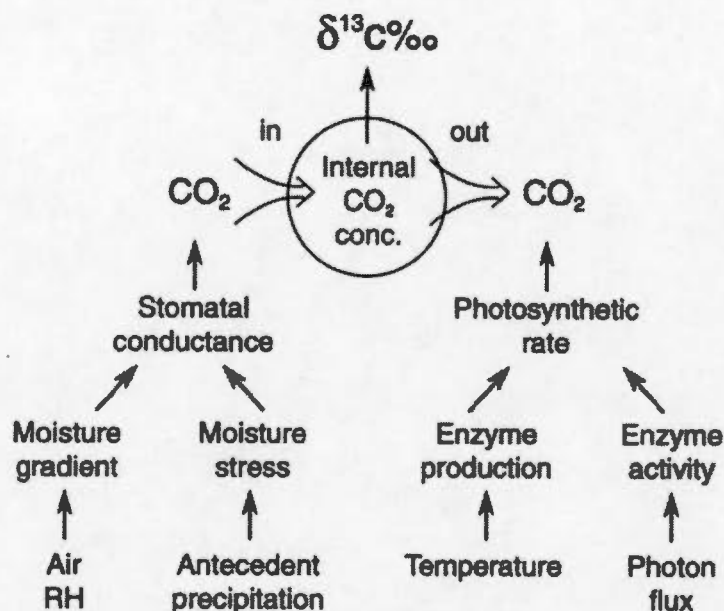 δ¹³C‰
in
out
CO₂
Internal
CO₂
conc.
CO₂
Stomatal
conductance
Photosynthetic
rate
Moisture
gradient
Moisture
stress
Enzyme
production
Enzyme
activity
Air
RH
Antecedent
precipitation
Temperature
Photon
flux